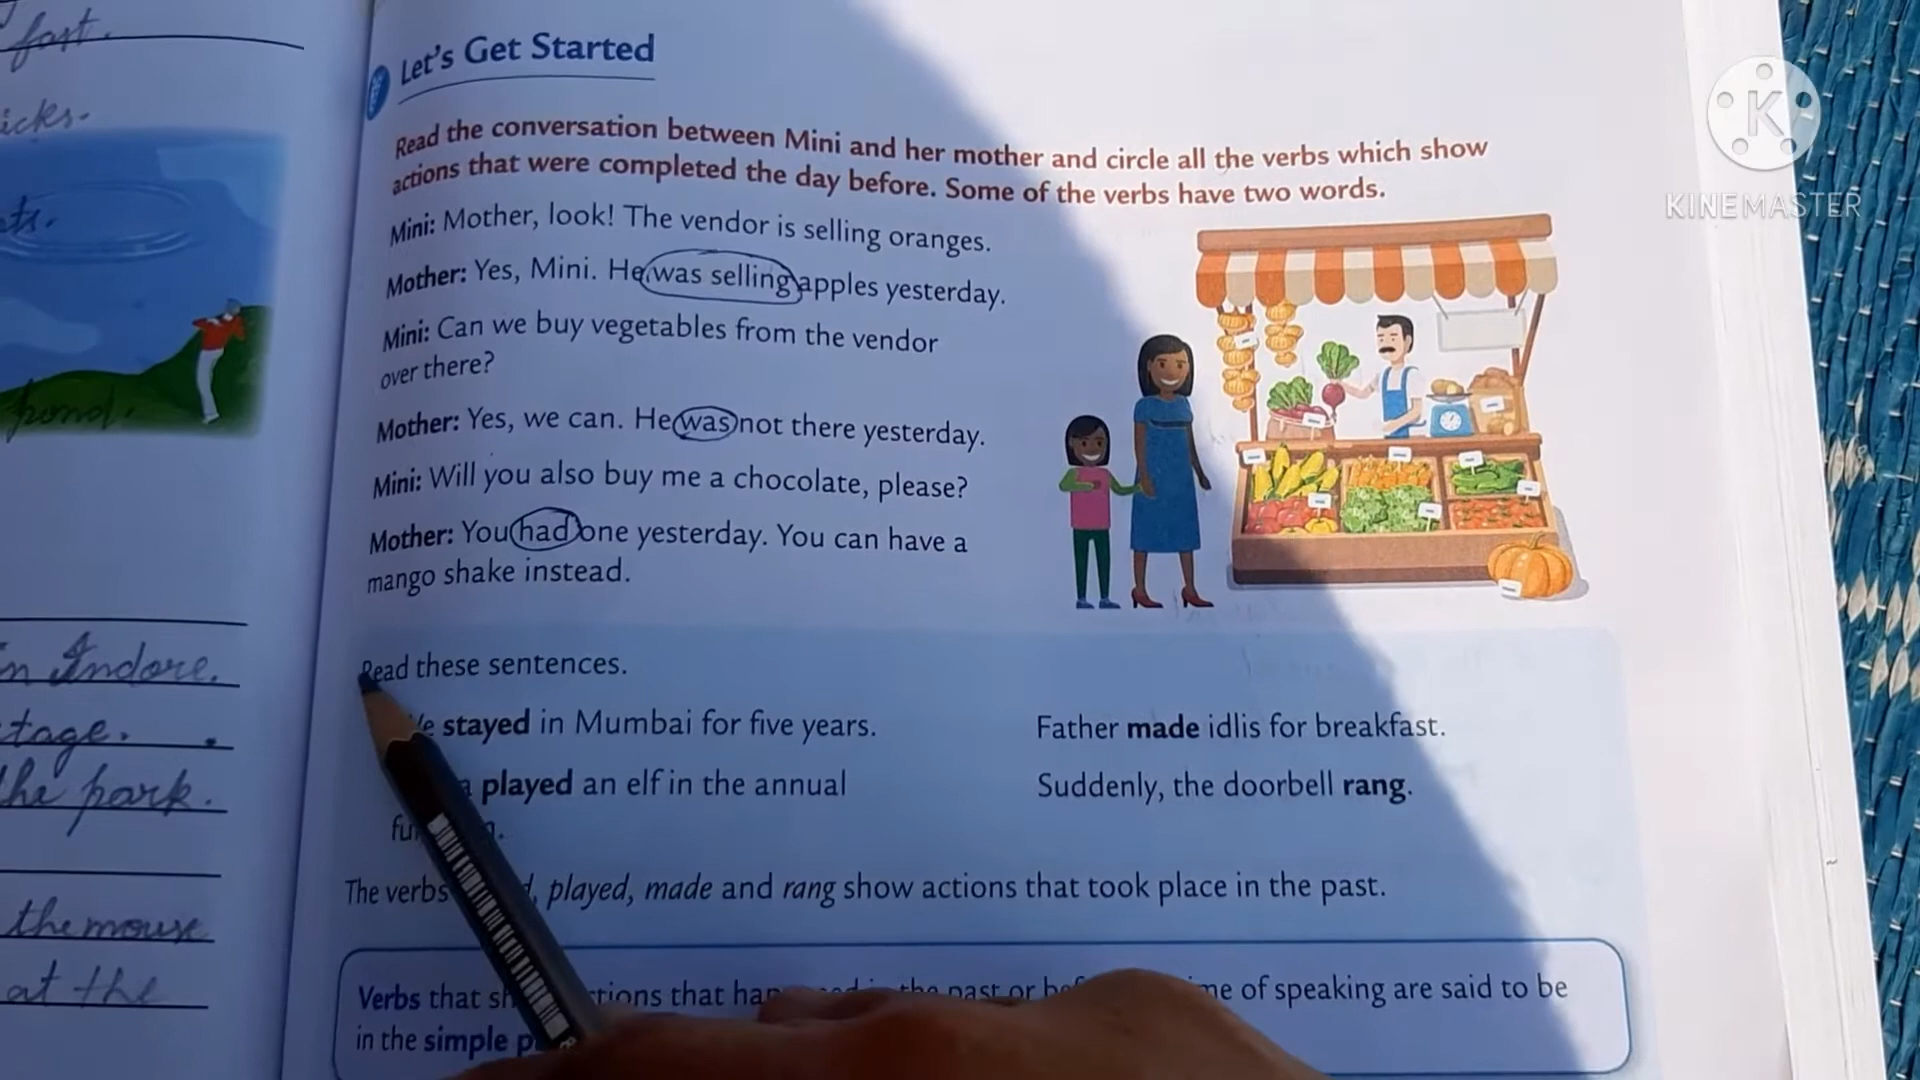 fast.
icks.
ts.
pond.
in Indore.
tage.
the park.
the mouse
at the
Let's Get Started
Read the conversation between Mini and her mother and circle all the verbs which show
actions that were completed the day before. Some of the verbs have two words.
Mini: Mother, look! The vendor is selling oranges.
Mother: Yes, Mini. He was selling apples yesterday.
Mini: Can we buy vegetables from the vendor
over there?
Mother: Yes, we can. He was not there yesterday.
Mini: Will you also buy me a chocolate, please?
Mother: You had one yesterday. You can have a
mango shake instead.
Read these sentences.
stayed in Mumbai for five years.
Father made idlis for breakfast.
played an elf in the annual
Suddenly, the doorbell rang.
The verbs played, made and rang show actions that took place in the past.
Verbs that actions that the past or of speaking are said to be
in the simple
K
KINEMASTER